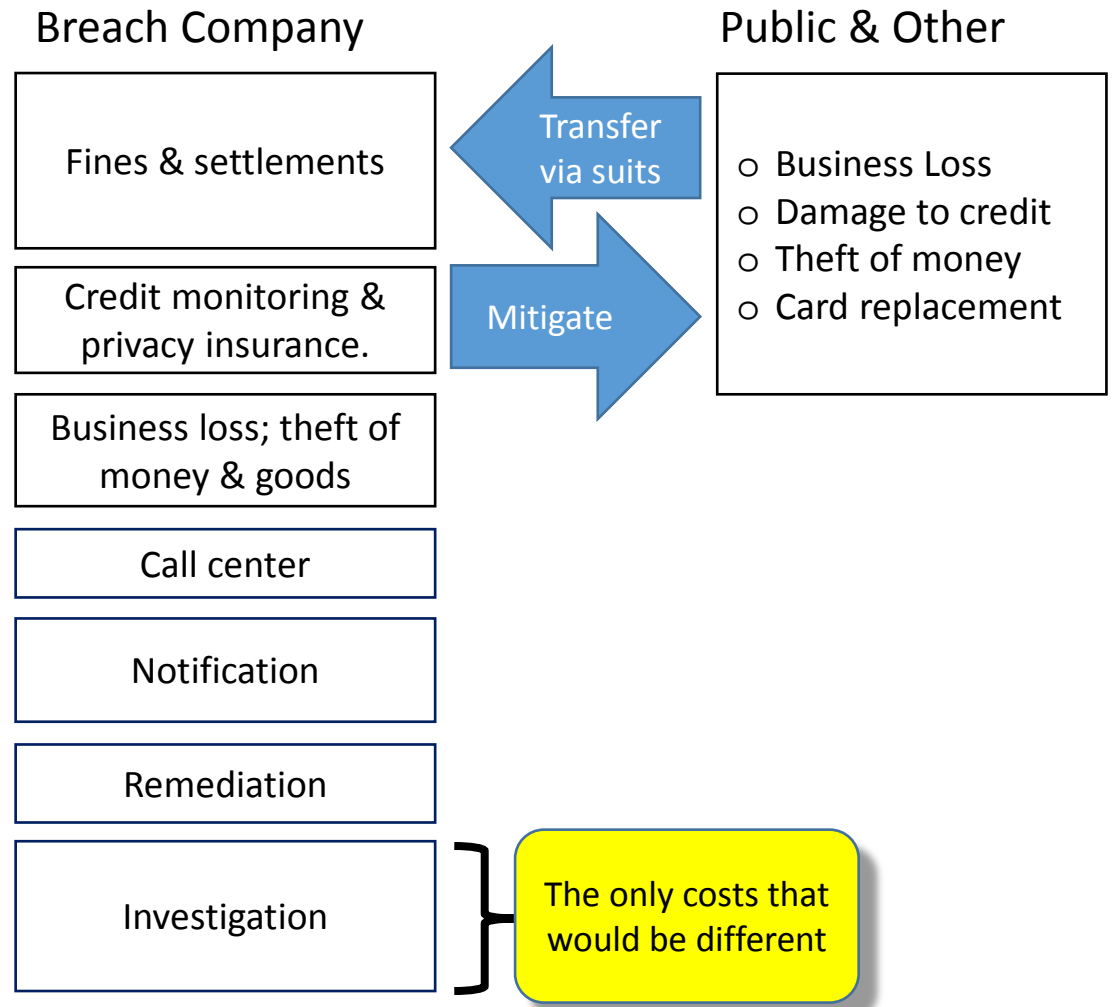 Breach Company
Public & Other
Fines & settlements
Transfer
via suits
o Business Loss
o Damage to credit
o Theft of money
o Card replacement
Credit monitoring &
privacy insurance.
Mitigate
Business loss; theft of
money & goods
Call center
Notification
Remediation
Investigation
The only costs that
would be different